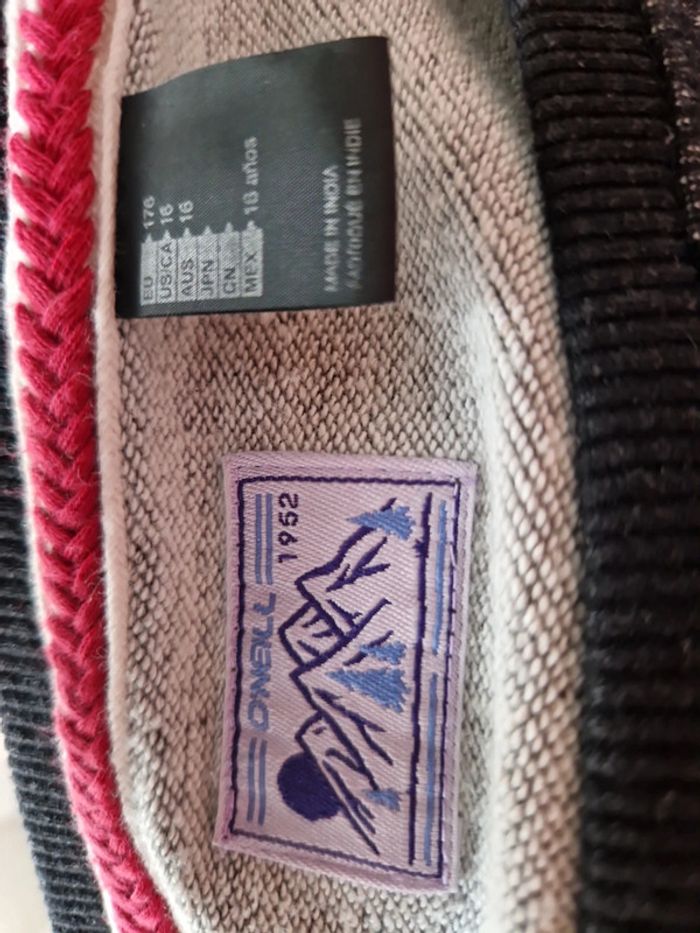 EU 176
US/CA 16
AUS 16
JPN
CN
MEX 16 años
MADE IN INDIA
FABRIQUÉ EN INDE
O'NEILL
1952